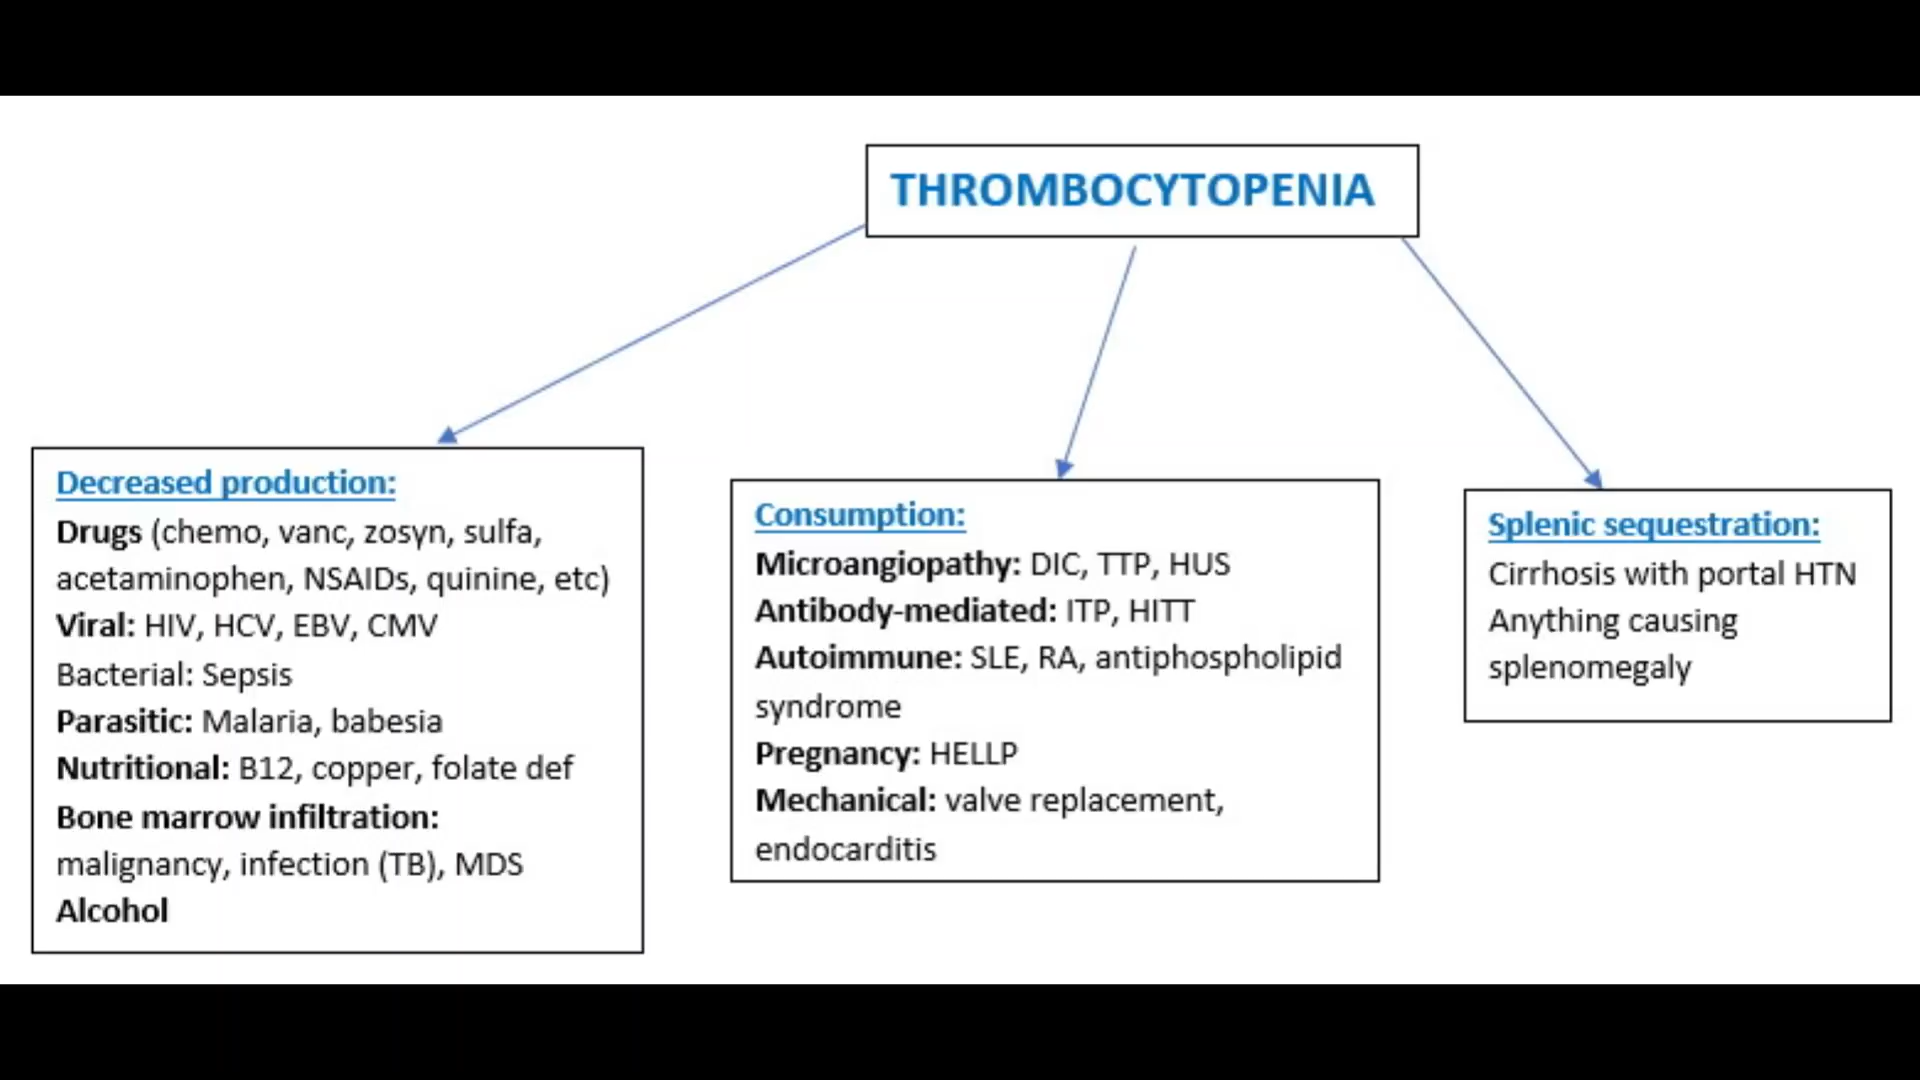 THROMBOCYTOPENIA
Decreased production:
Drugs (chemo, vanc, zosyn, sulfa,
acetaminophen, NSAIDs, quinine, etc)
Viral: HIV, HCV, EBV, CMV
Bacterial: Sepsis
Parasitic: Malaria, babesia
Nutritional: B12, copper, folate def
Bone marrow infiltration:
malignancy, infection (TB), MDS
Alcohol
Consumption:
Microangiopathy: DIC, TTP, HUS
Antibody-mediated: ITP, HITT
Autoimmune: SLE, RA, antiphospholipid
syndrome
Pregnancy: HELLP
Mechanical: valve replacement,
endocarditis
Splenic sequestration:
Cirrhosis with portal HTN
Anything causing
splenomegaly